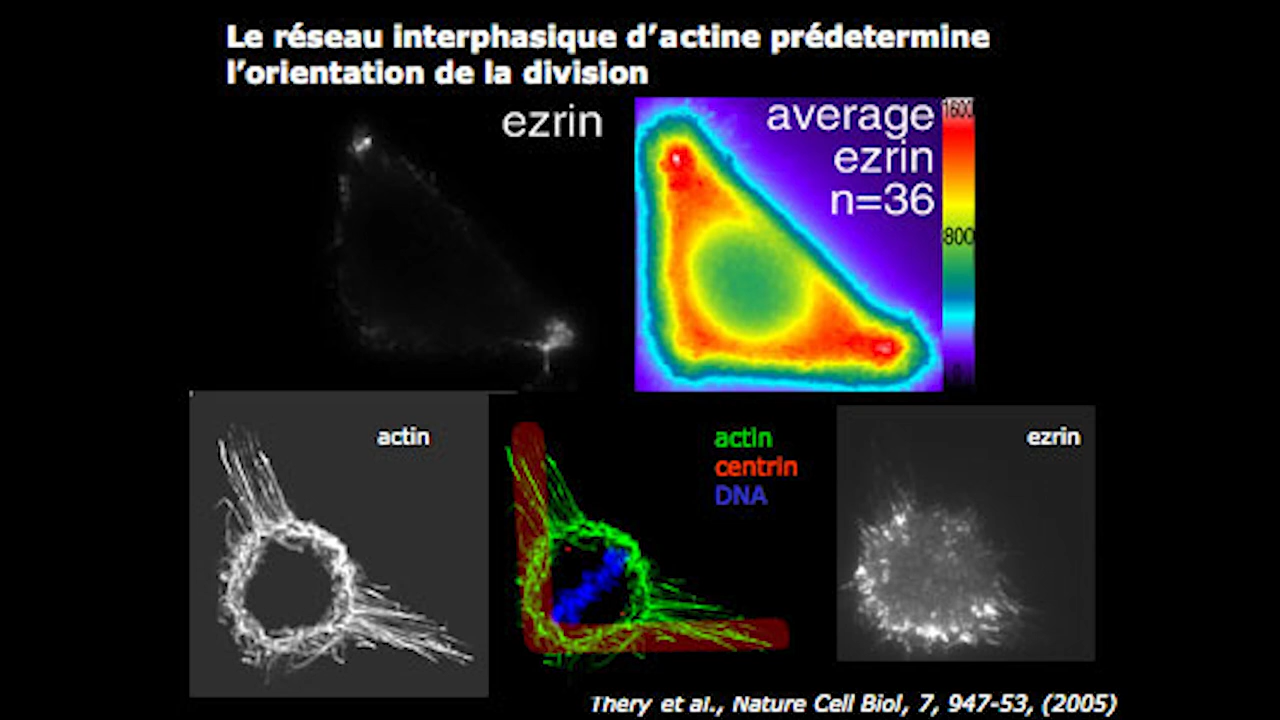 Le réseau interphasique d’actine prédetermine
l’orientation de la division
ezrin
average
ezrin
n=36
1600
800
actin
actin
centrin
DNA
ezrin
Thery et al., Nature Cell Biol, 7, 947-53, (2005)